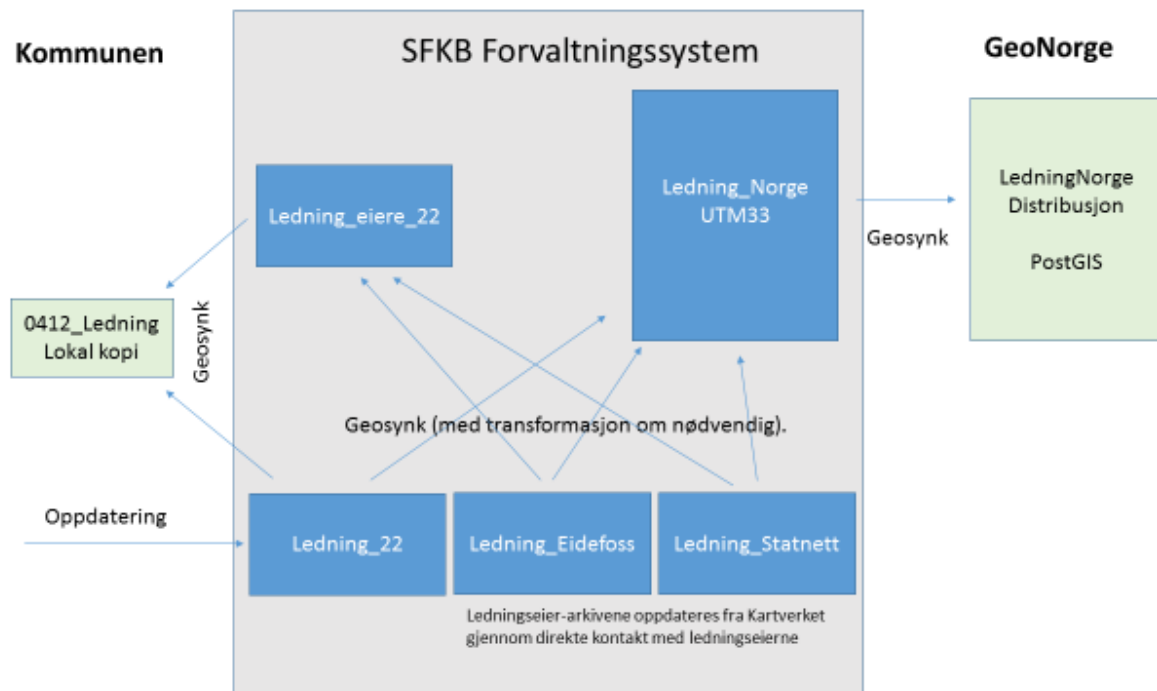 Kommunen
SFKB Forvaltningssystem
GeoNorge
Ledning_eiere_22
Ledning_Norge
UTM33
LedningNorge
Distribusjon
PostGIS
Geosynk
0412_Ledning
Lokal kopi
Geosynk
Geosynk (med transformasjon om nødvendig).
Oppdatering
Ledning_22
Ledning_Eidefoss
Ledning_Statnett
Ledningseier-arkivene oppdateres fra Kartverket
gjennom direkte kontakt med ledningseierne